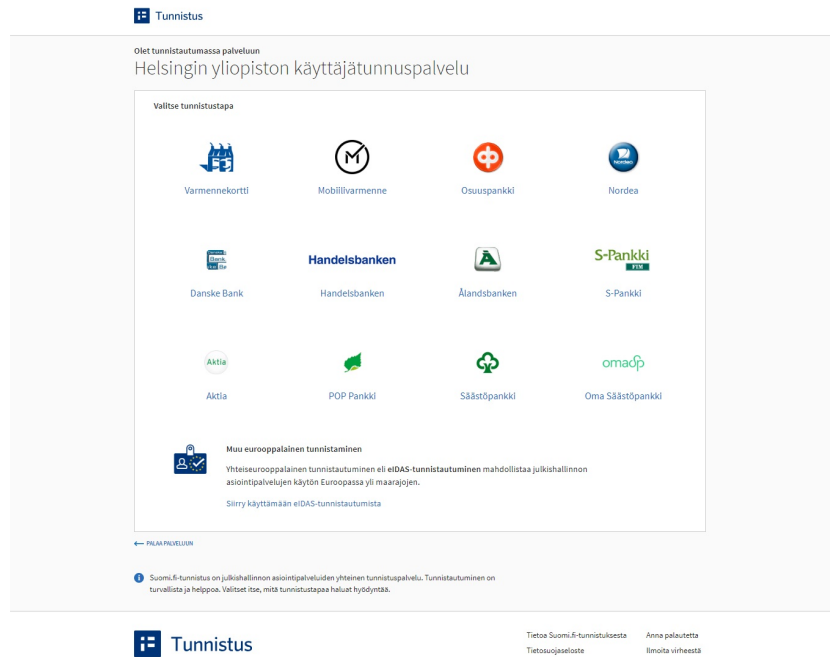 Tunnistus
Olet tunnistautumassa palveluun
Helsingin yliopiston käyttäjätunnuspalvelu
Valitse tunnistustapa
Varmennekortti
Mobiilivarmenne
Osuuspankki
Nordea
Nordea
Bank
Handelsbanken
S-Pankki
FIM
Danske Bank
Handelsbanken
Ålandsbanken
S-Pankki
Aktia
omasp
Aktia
POP Pankki
Säästöpankki
Oma Säästöpankki
Muu eurooppalainen tunnistaminen
Yhteiseurooppalainen tunnistautuminen eli eIDAS-tunnistautuminen mahdollistaa julkishallinnon
asiointipalvelujen käytön Euroopassa yli maarajojen.
Siirry käyttämään eIDAS-tunnistautumista
← PALAA PALVELUUN
Suomi.fi-tunnistus on julkishallinnon asiointipalveluiden yhteinen tunnistuspalvelu. Tunnistautuminen on
turvallista ja helppoa. Valitset itse, mitä tunnistustapaa haluat hyödyntää.
Tunnistus
Tietoa Suomi.fi-tunnistuksesta
Anna palautetta
Tietosuojaseloste
Ilmoita virheestä